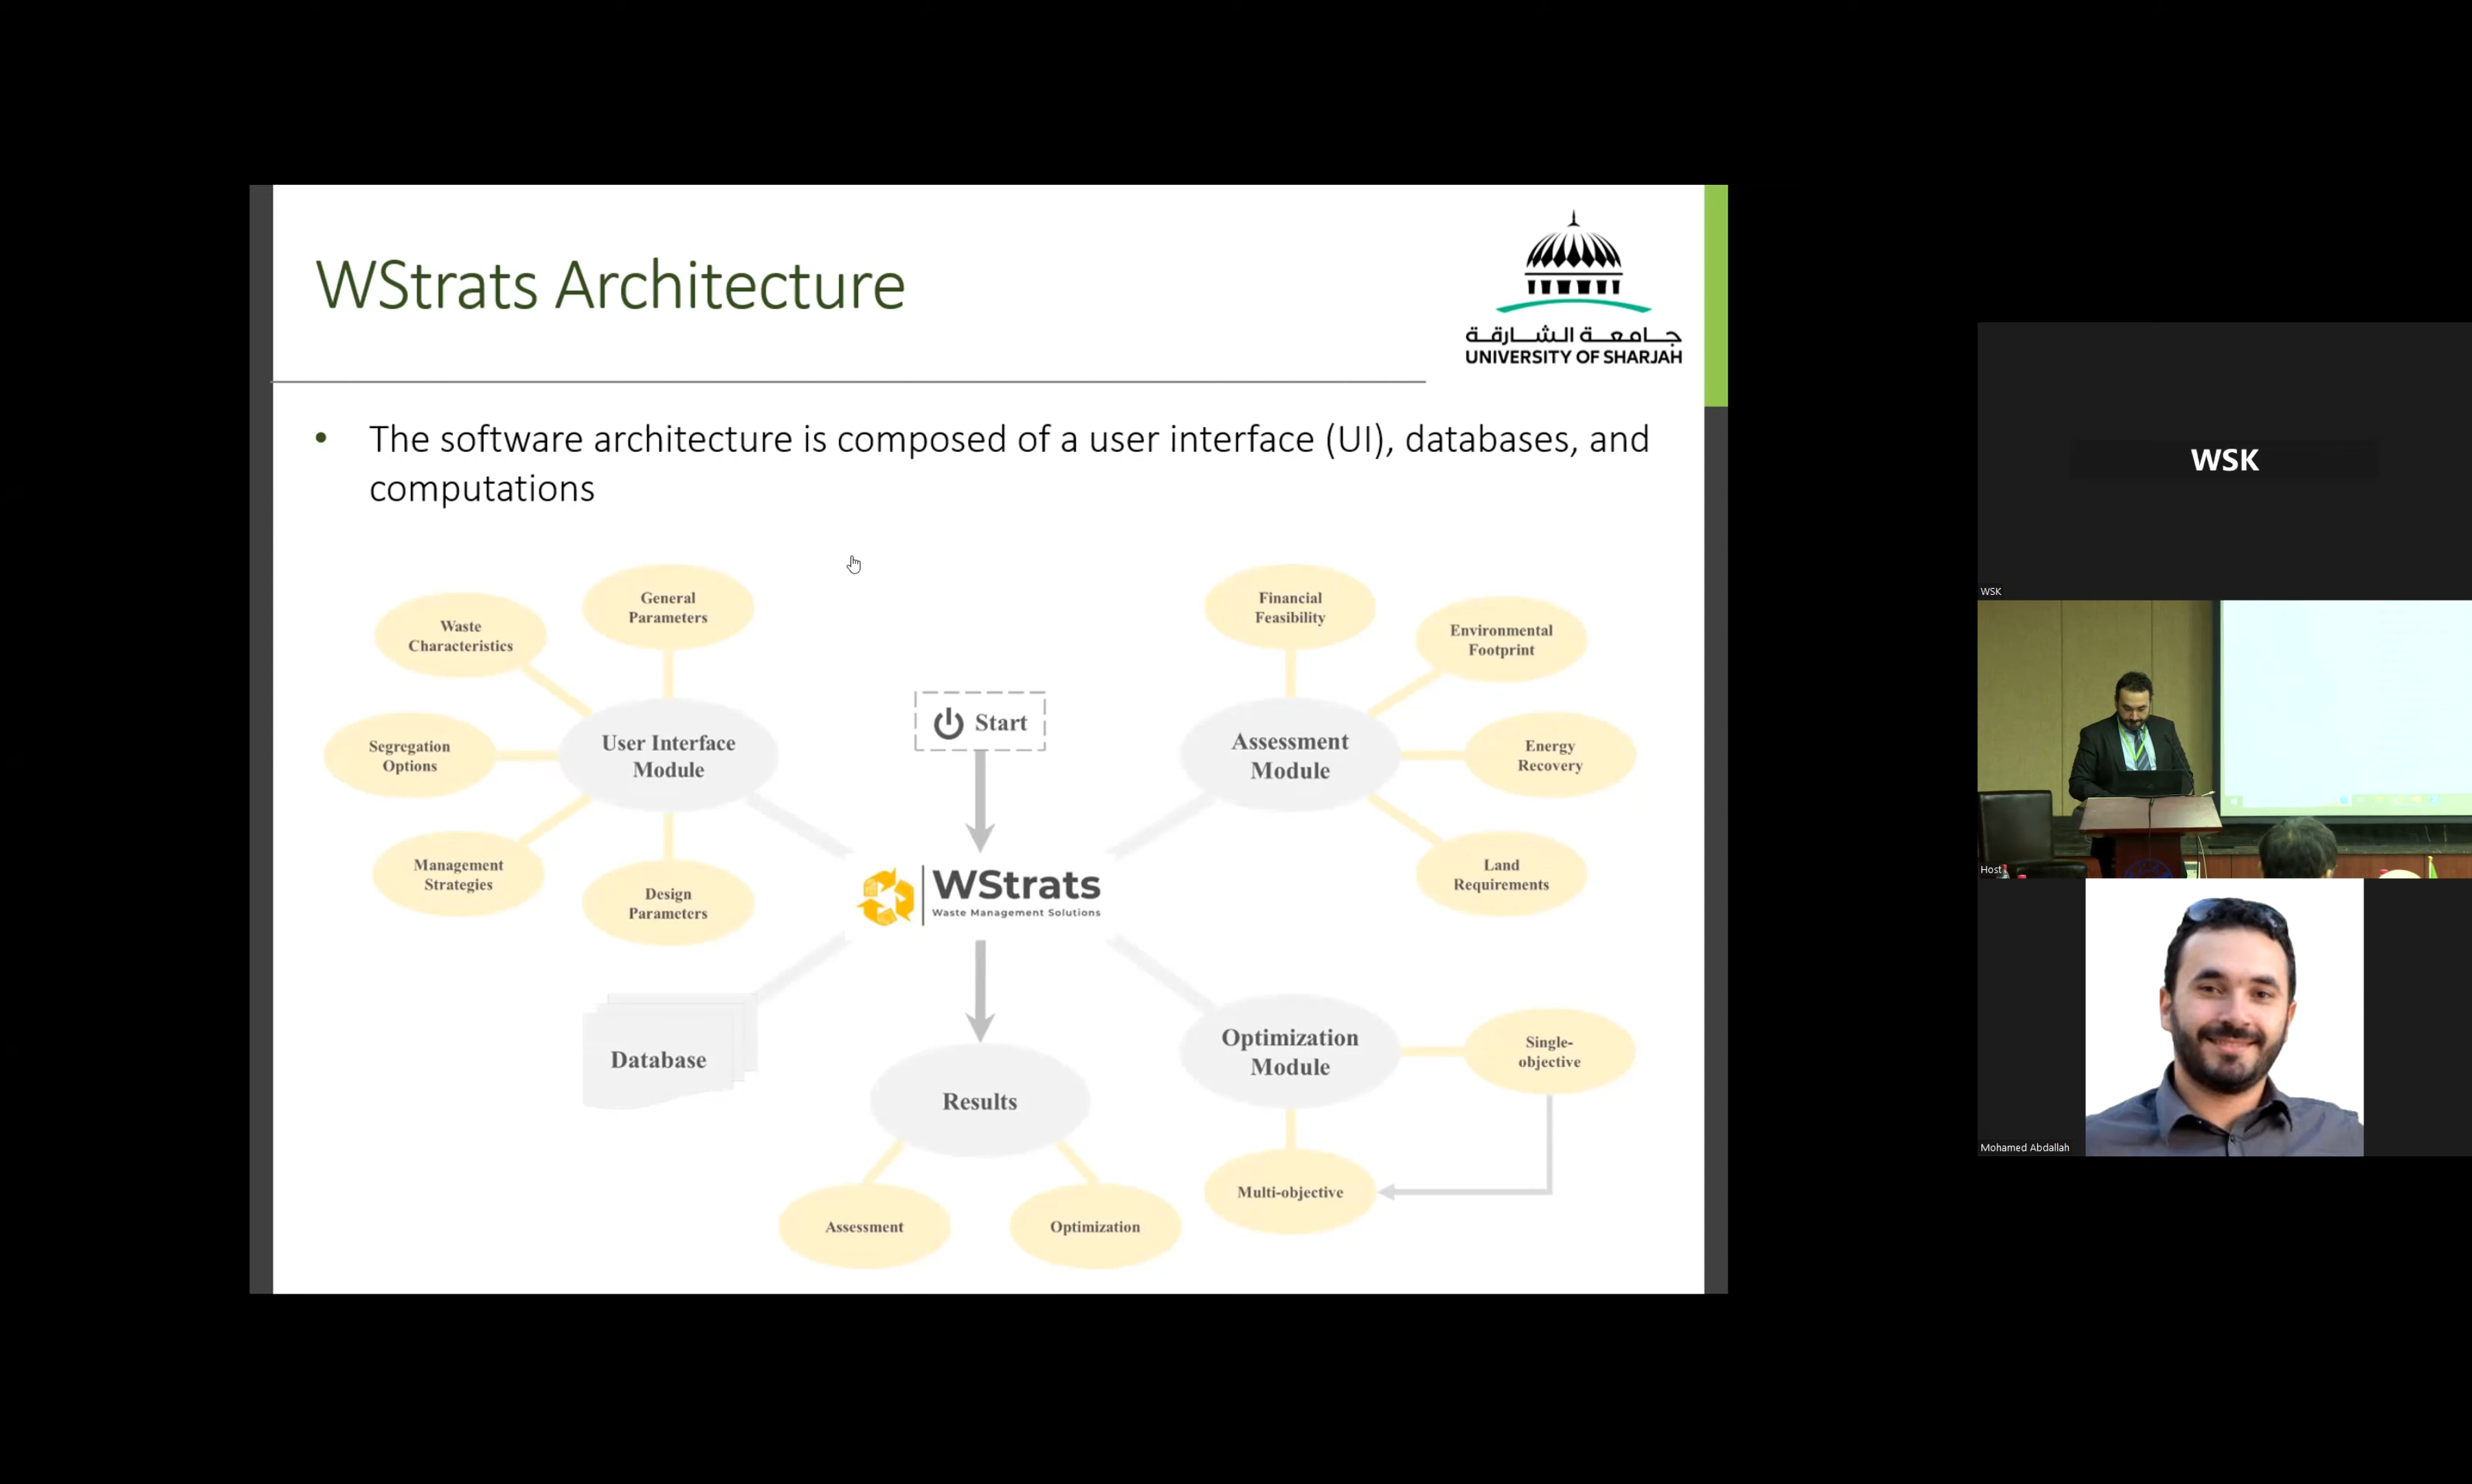 WStrats Architecture
جامعة الشارقة
UNIVERSITY OF SHARJAH
• The software architecture is composed of a user interface (UI), databases, and
computations
General
Parameters
Waste
Characteristics
Segregation
Options
User Interface
Module
Management
Strategies
Design
Parameters
Start
Financial
Feasibility
Environmental
Footprint
Assessment
Module
Energy
Recovery
Land
Requirements
WStrats
Waste Management Solutions
Database
Results
Assessment
Optimization
Optimization
Module
Single-
objective
Multi-objective
WSK
WSK
Host
Mohamed Abdallah